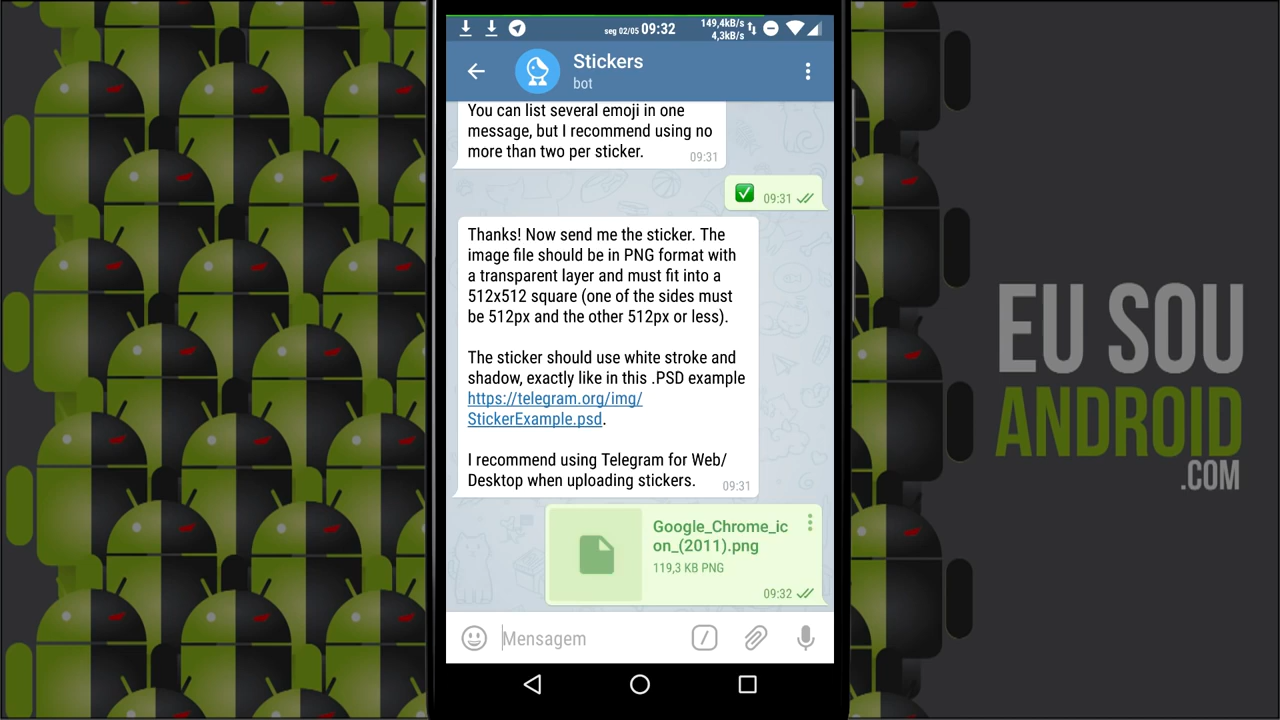 seg 02/05 09:32
149,4kB/s
4,3kB/s
Stickers
bot
You can list several emoji in one
message, but I recommend using no
more than two per sticker.
09:31
09:31
Thanks! Now send me the sticker. The
image file should be in PNG format with
a transparent layer and must fit into a
512x512 square (one of the sides must
be 512px and the other 512px or less).
The sticker should use white stroke and
shadow, exactly like in this .PSD example
https://telegram.org/img/
StickerExample.psd.
I recommend using Telegram for Web/
Desktop when uploading stickers.
09:31
Google_Chrome_ic
on_(2011).png
119,3 KB PNG
09:32
Mensagem
EU SOU
ANDROID
.COM